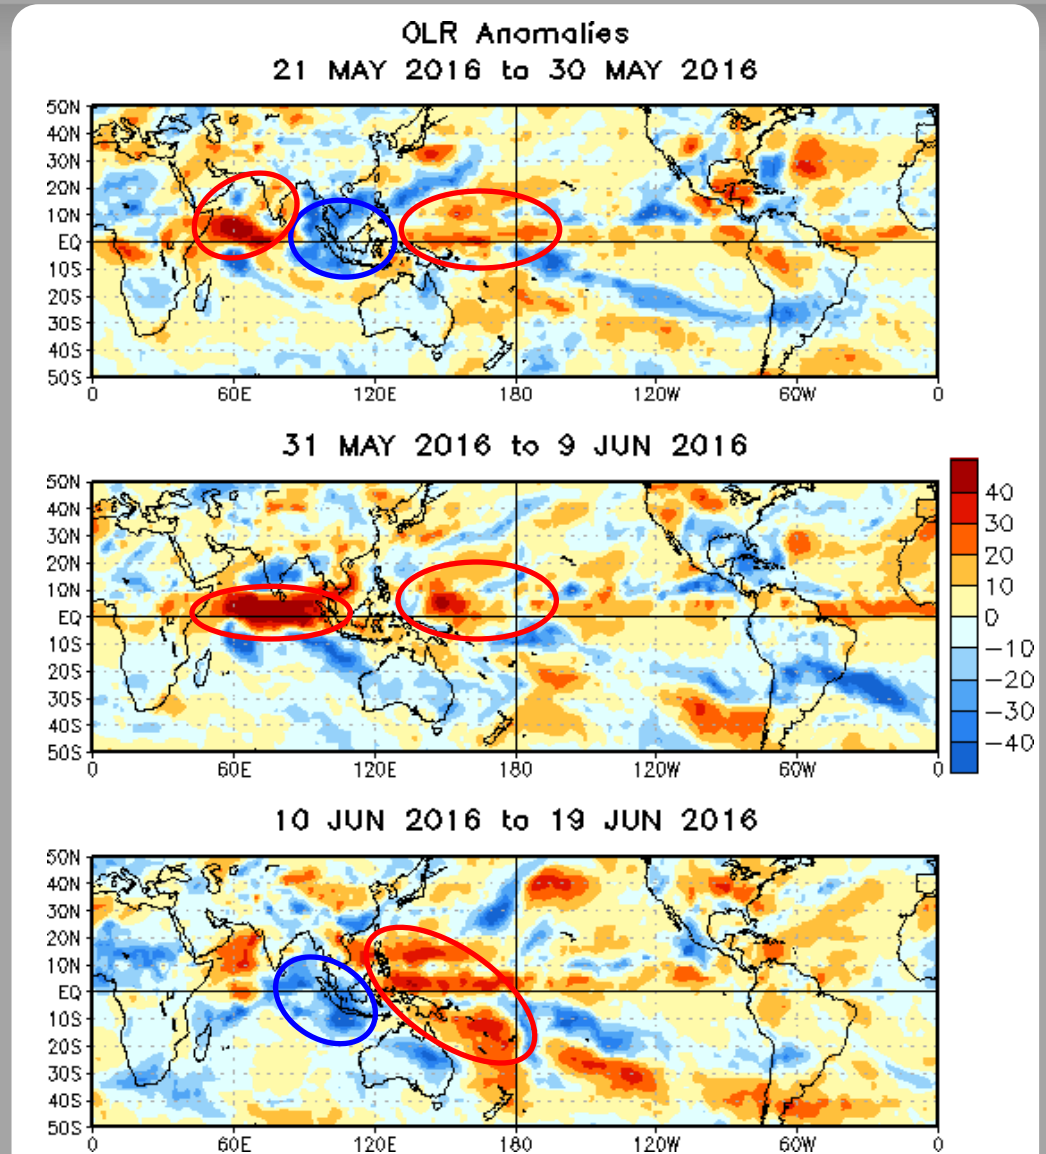 OLR Anomalies
21 MAY 2016 to 30 MAY 2016
50N
40N
30N
20N
10N
EQ
10S
20S
30S
40S
50S
0 60E 120E 180 120W 60W 0
31 MAY 2016 to 9 JUN 2016
50N
40N
30N
20N
10N
EQ
10S
20S
30S
40S
50S
0 60E 120E 180 120W 60W 0
40
30
20
10
0
-10
-20
-30
-40
10 JUN 2016 to 19 JUN 2016
50N
40N
30N
20N
10N
EQ
10S
20S
30S
40S
50S
0 60E 120E 180 120W 60W 0